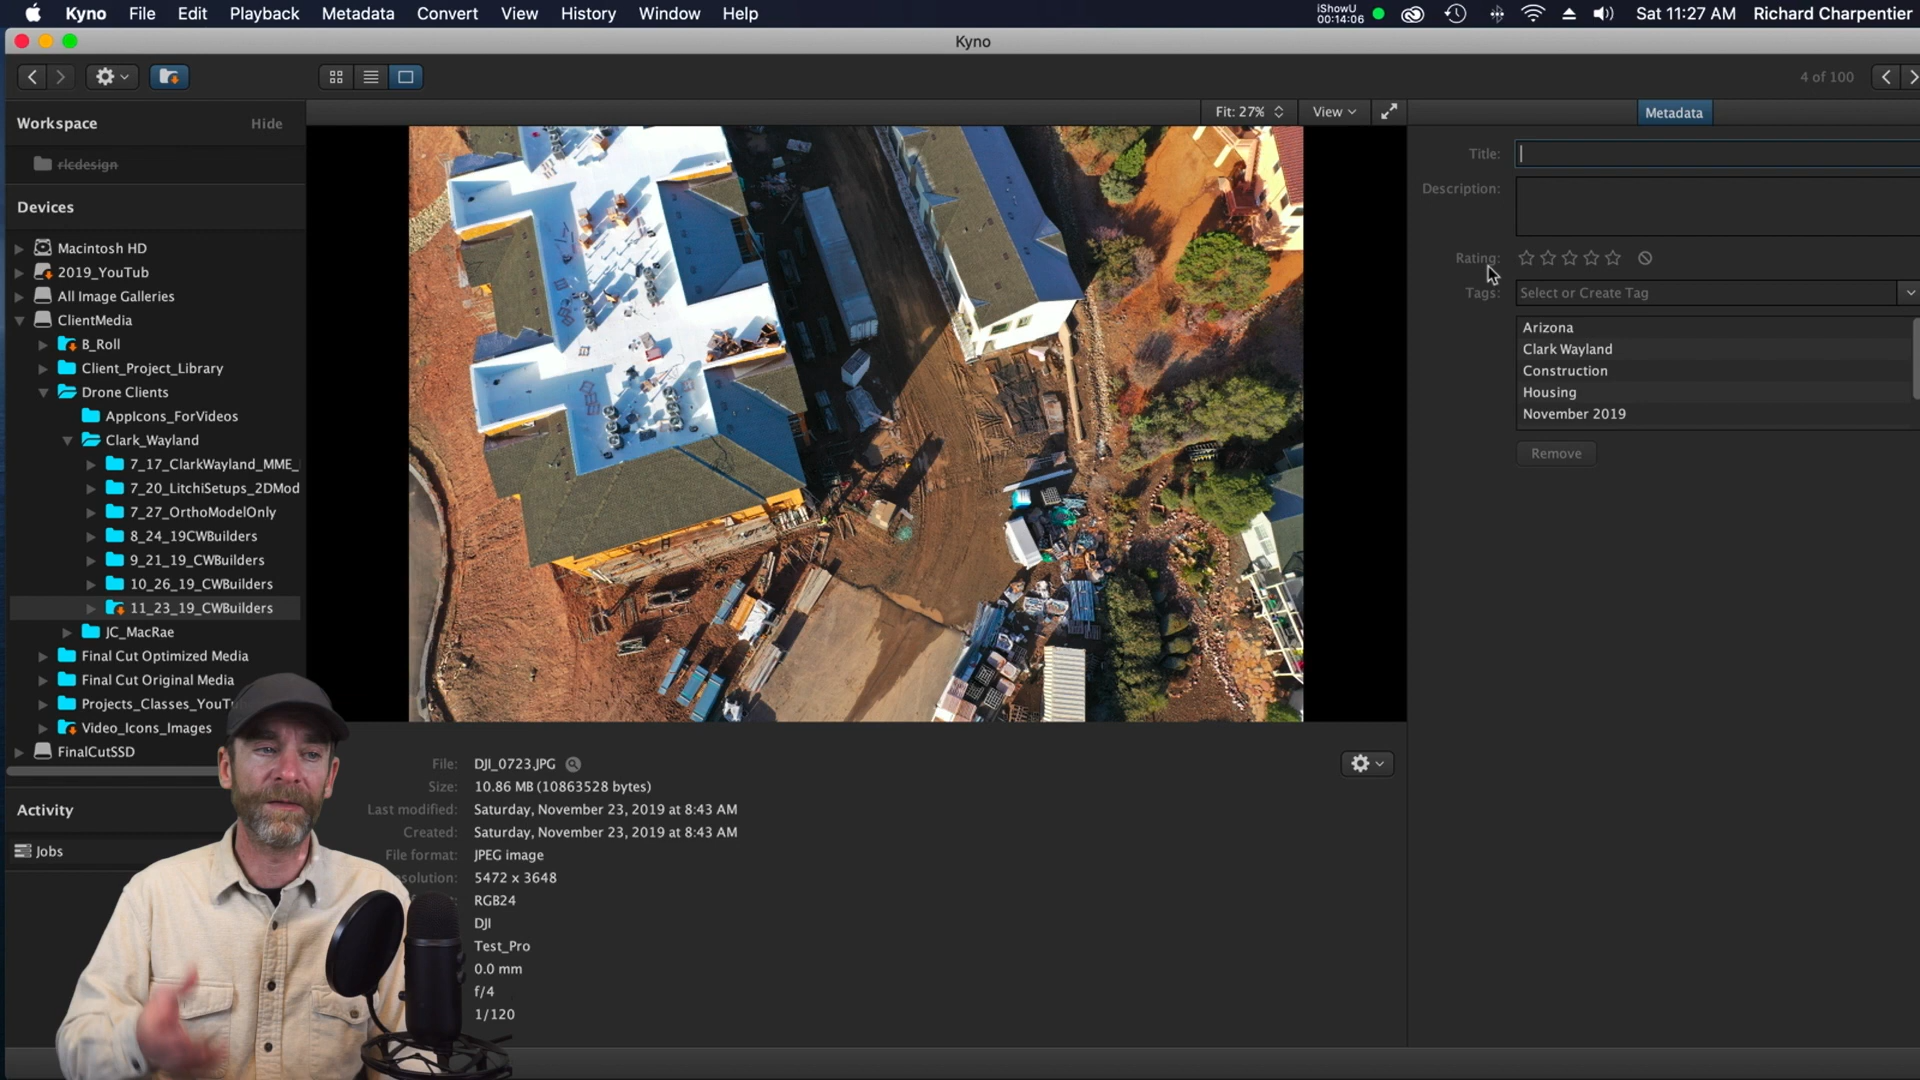 Kyno File Edit Playback Metadata Convert View History Window Help
iShowU
00:14:06
Sat 11:27 AM Richard Charpentier
Kyno
4 of 100
Workspace Hide
rlcdesign
Devices
Macintosh HD
2019_YouTub
All Image Galleries
ClientMedia
B_Roll
Client_Project_Library
Drone Clients
AppIcons_ForVideos
Clark_Wayland
7_17_ClarkWayland_MME_
7_20_LitchiSetups_2DMod
7_27_OrthoModelOnly
8_24_19CWBuilders
9_21_19_CWBuilders
10_26_19_CWBuilders
11_23_19_CWBuilders
JC_MacRae
Final Cut Optimized Media
Final Cut Original Media
Projects_Classes_YouTu
Video_Icons_Images
FinalCutSSD
Activity
Jobs
Fit: 27% View
File: DJI_0723.JPG
Size: 10.86 MB (10863528 bytes)
Last modified: Saturday, November 23, 2019 at 8:43 AM
Created: Saturday, November 23, 2019 at 8:43 AM
File format: JPEG image
esolution: 5472 x 3648
RGB24
DJI
Test_Pro
0.0 mm
f/4
1/120
Metadata
Title:
Description:
Rating:
Tags: Select or Create Tag
Arizona
Clark Wayland
Construction
Housing
November 2019
Remove